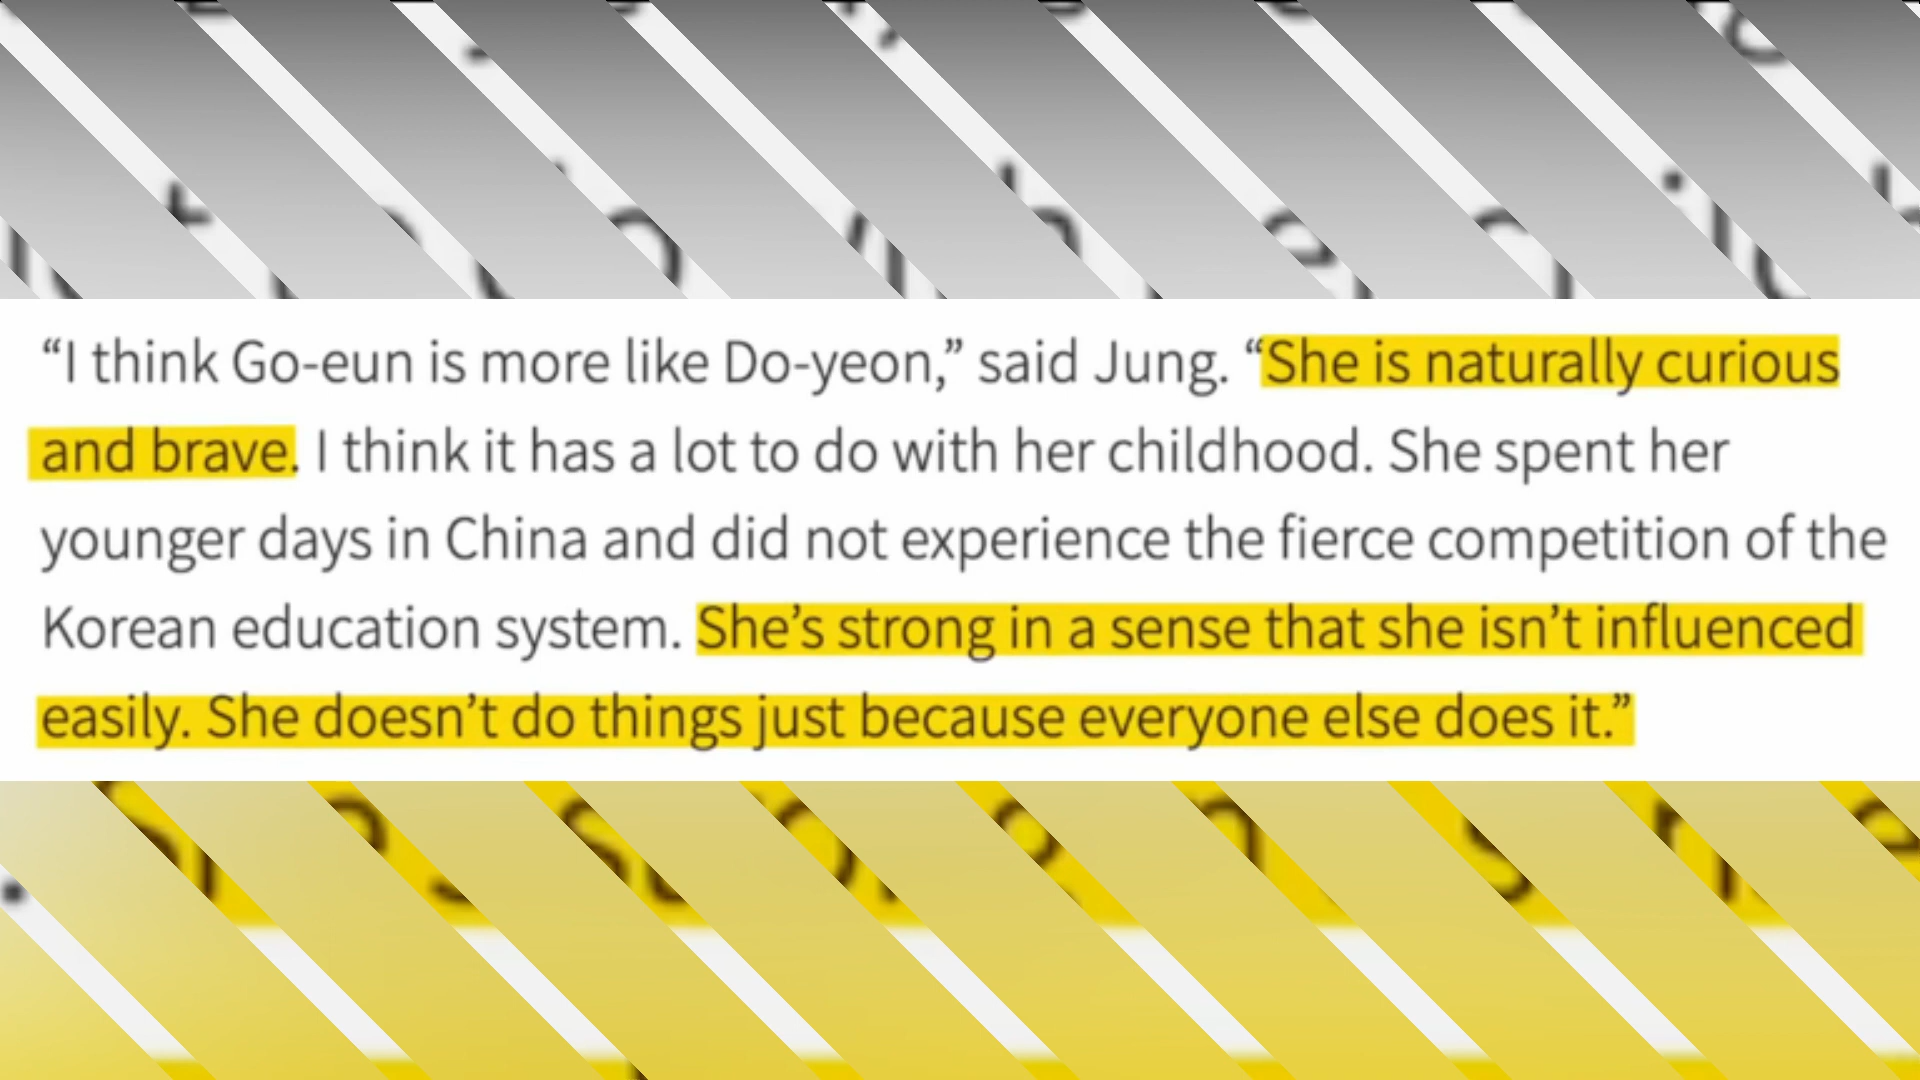 “I think Go-eun is more like Do-yeon,” said Jung. “She is naturally curious
and brave. I think it has a lot to do with her childhood. She spent her
younger days in China and did not experience the fierce competition of the
Korean education system. She’s strong in a sense that she isn’t influenced
easily. She doesn’t do things just because everyone else does it.”